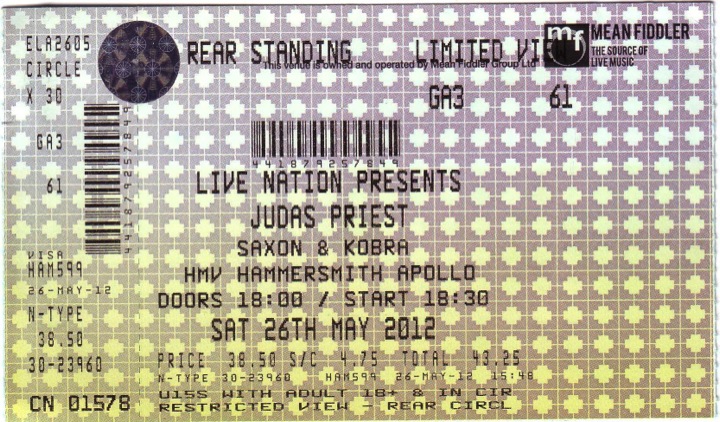 ELA2605
CIRCLE
X 30
GA3
61
441879257849
VISA
HAM599
26-MAY-12
N-TYPE
38.50
30-23960
CN 01578
REAR STANDING LIMITED
mf MEAN FIDDLER
THE SOURCE OF
LIVE MUSIC
This venue is owned and operated by Mean Fiddler Group Ltd
GA3 61
441879257849
LIVE NATION PRESENTS
JUDAS PRIEST
SAXON & KOBRA
HMV HAMMERSMITH APOLLO
DOORS 18:00 / START 18:30
SAT 26TH MAY 2012
PRICE 38.50 S/C 4.75 TOTAL 43.25
N-TYPE 30-23960 HAM599 26-MAY-12 15:48
U15S WITH ADULT 18+ & IN CIR
RESTRICTED VIEW - REAR CIRCL